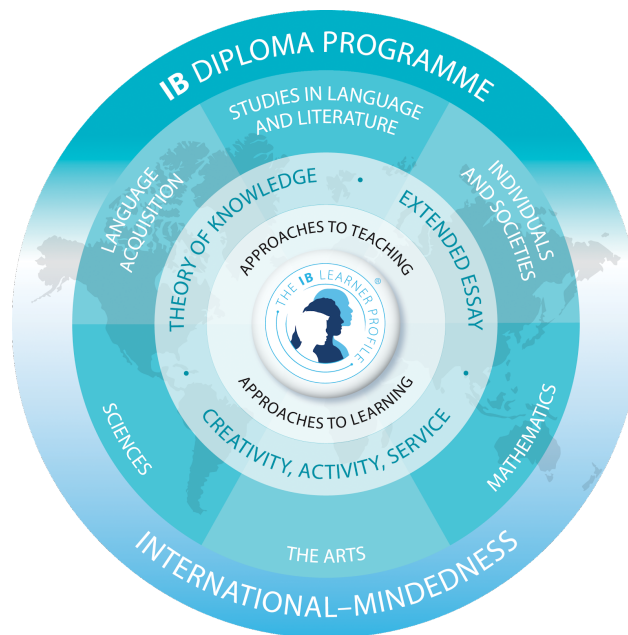 IB DIPLOMA PROGRAMME
STUDIES IN LANGUAGE
AND LITERATURE
LANGUAGE
ACQUISITION
INDIVIDUALS
AND SOCIETIES
THEORY OF KNOWLEDGE
•
EXTENDED ESSAY
APPROACHES TO TEACHING
THE IB LEARNER PROFILE
®
APPROACHES TO LEARNING
•
CREATIVITY, ACTIVITY, SERVICE
•
SCIENCES
MATHEMATICS
THE ARTS
INTERNATIONAL–MINDEDNESS